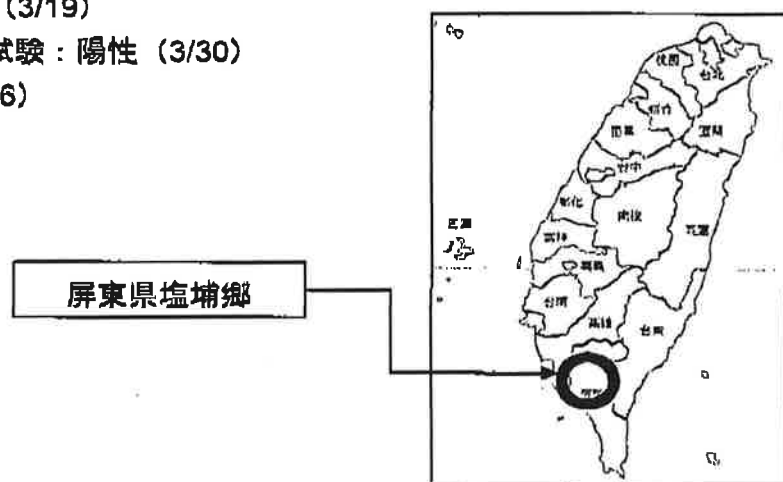 (3/19)
試験：陽性 (3/30)
6)
桃園
台北
新竹
苗栗
宜蘭
台中
彰化
南投
花蓮
雲林
嘉義
台南
高雄
台東
屏東県塩埔郷